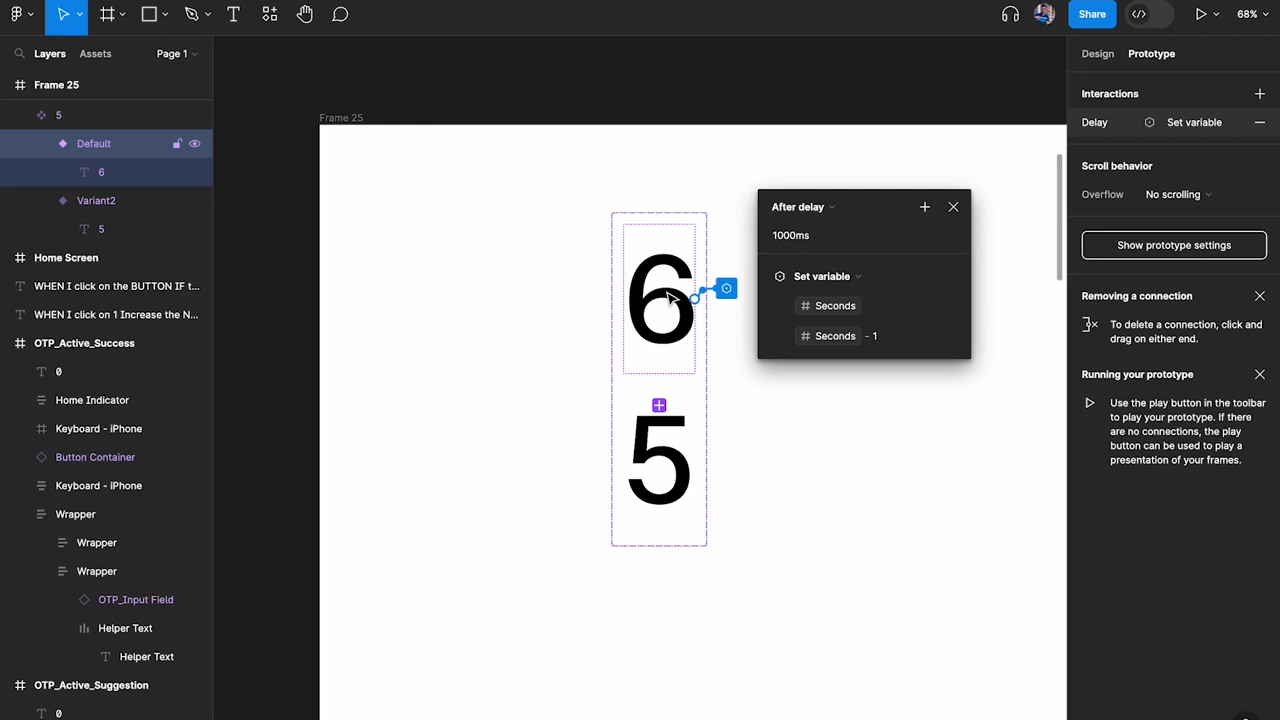 Share
68%
Layers
Assets
Page 1
Frame 25
5
Default
6
Variant2
5
Home Screen
WHEN I click on the BUTTON IF t...
WHEN I click on 1 Increase the N...
OTP_Active_Success
0
Home Indicator
Keyboard - iPhone
Button Container
Keyboard - iPhone
Wrapper
Wrapper
Wrapper
OTP_Input Field
Helper Text
Helper Text
OTP_Active_Suggestion
0
Frame 25
6
5
After delay
1000ms
Set variable
# Seconds
# Seconds - 1
Design
Prototype
Interactions
Delay
Set variable
Scroll behavior
Overflow
No scrolling
Show prototype settings
Removing a connection
To delete a connection, click and
drag on either end.
Running your prototype
Use the play button in the toolbar
to play your prototype. If there
are no connections, the play
button can be used to play a
presentation of your frames.